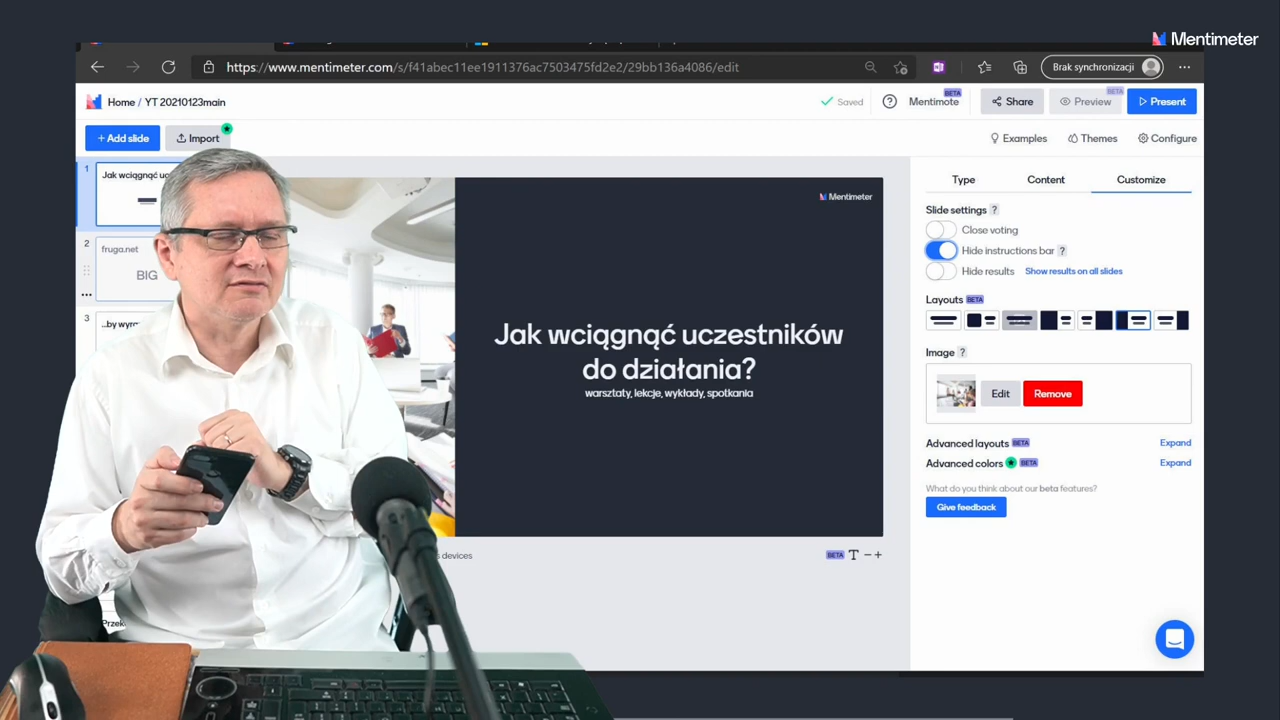 Mentimeter
https://www.mentimeter.com/s/f41abec11ee1911376ac7503475fd2e2/29bb136a4086/edit
Brak synchronizacji
Home / YT 20210123main
Saved
Mentimote
BETA
Share
Preview
BETA
Present
+ Add slide
Import
Examples
Themes
Configure
1
Jak wciągnąć
2
fruga.net
BIG
3
Mentimeter
Jak wciągnąć uczestników
do działania?
warsztaty, lekcje, wykłady, spotkania
devices
BETA T − +
Type
Content
Customize
Slide settings ?
Close voting
Hide instructions bar ?
Hide results
Show results on all slides
Layouts BETA
Image ?
Edit
Remove
Advanced layouts BETA
Expand
Advanced colors BETA
Expand
What do you think about our beta features?
Give feedback